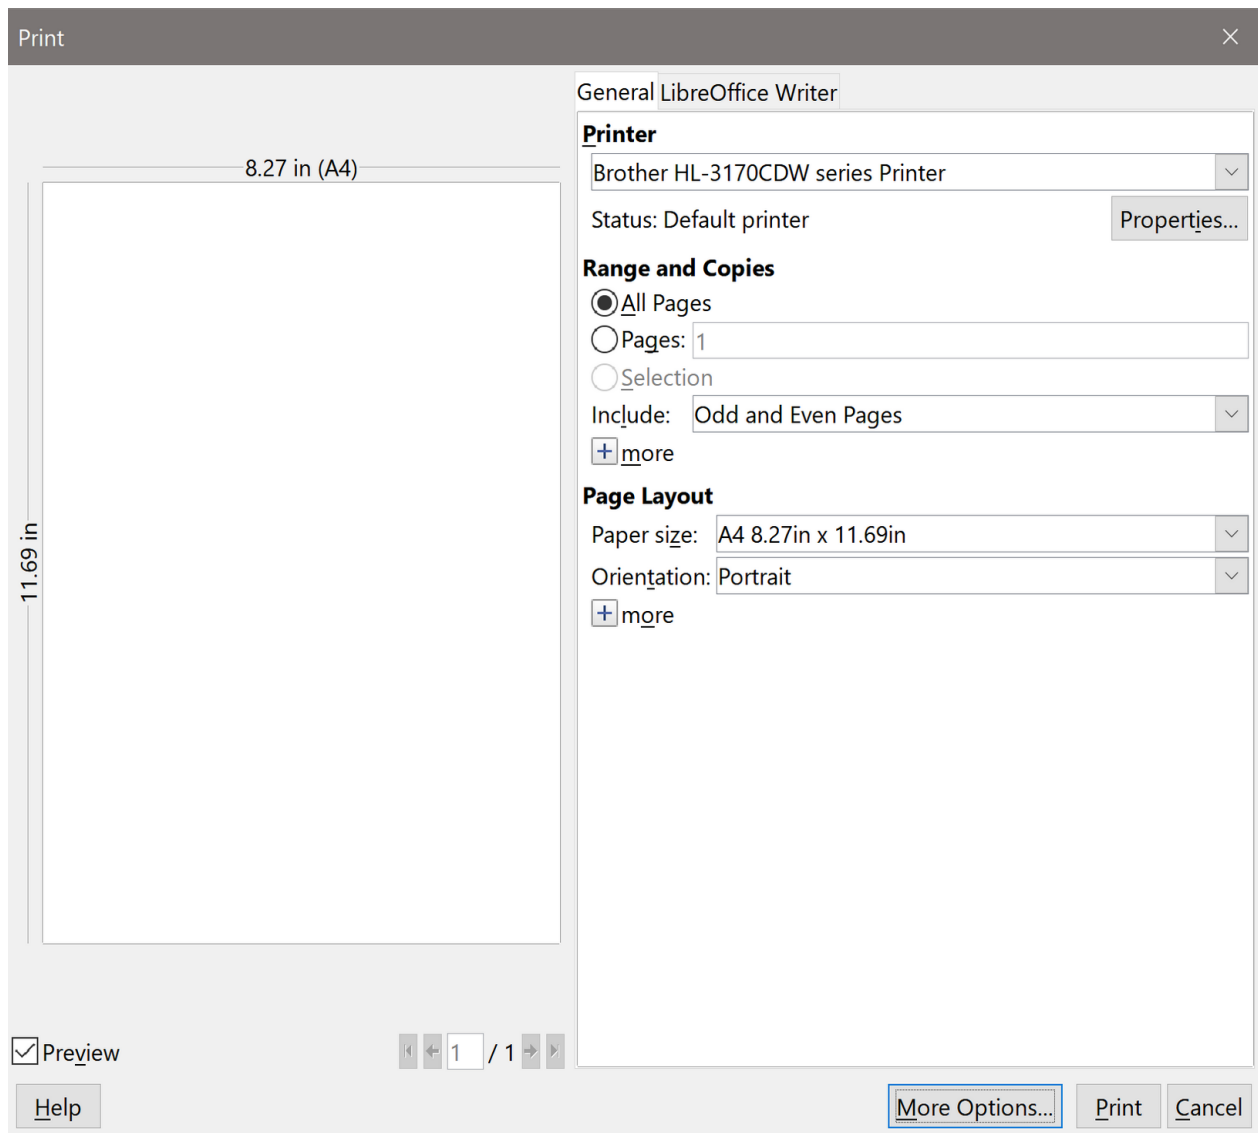 Print
General LibreOffice Writer
8.27 in (A4)
11.69 in
Printer
Brother HL-3170CDW series Printer
Status: Default printer
Properties...
Range and Copies
All Pages
Pages: 1
Selection
Include: Odd and Even Pages
more
Page Layout
Paper size: A4 8.27in x 11.69in
Orientation: Portrait
more
Preview
1 / 1
Help
More Options...
Print
Cancel